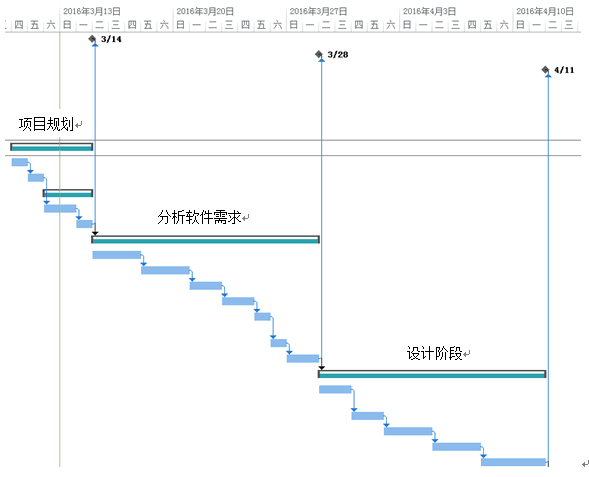 2016年3月13日 2016年3月20日 2016年3月27日 2016年4月3日 2016年4月10日
四 五 六 日 一 二 三 四 五 六 日 一 二 三 四 五 六 日 一 二 三 四 五 六 日 一 二 三 四 五 六 日 一 二 三
3/14
3/28
4/11
项目规划
分析软件需求
设计阶段